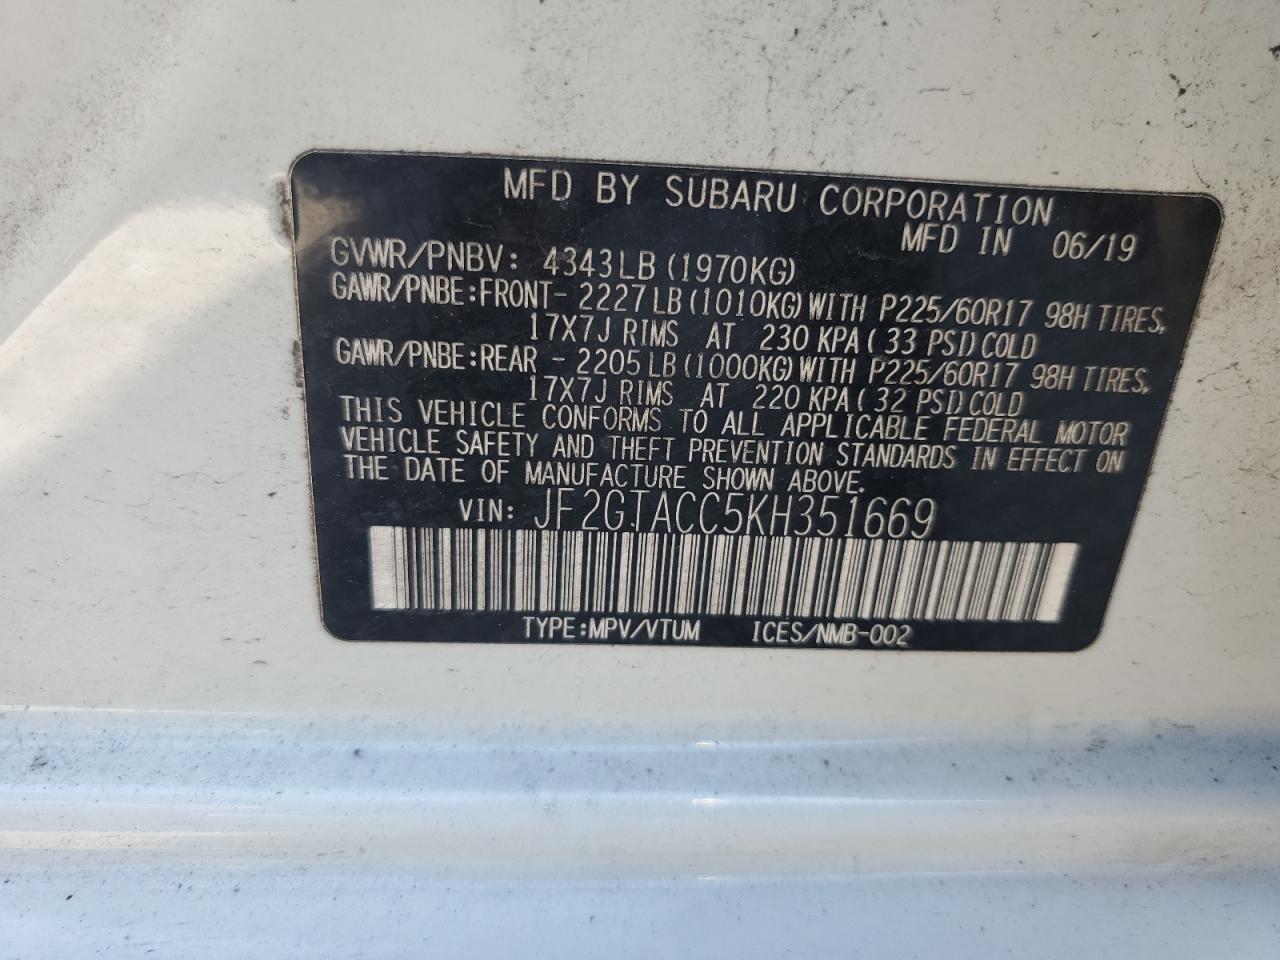 MFD BY SUBARU CORPORATION
MFD IN 06/19
GVWR/PNBV: 4343LB (1970KG)
GAWR/PNBE:FRONT- 2227LB (1010KG) WITH P225/60R17 98H TIRES,
17X7J RIMS AT 230 KPA (33 PSI) COLD
GAWR/PNBE:REAR - 2205LB (1000KG) WITH P225/60R17 98H TIRES,
17X7J RIMS AT 220 KPA (32 PSI) COLD
THIS VEHICLE CONFORMS TO ALL APPLICABLE FEDERAL MOTOR
VEHICLE SAFETY AND THEFT PREVENTION STANDARDS IN EFFECT ON
THE DATE OF MANUFACTURE SHOWN ABOVE.
VIN: JF2GTACC5KH351669
TYPE:MPV/VTUM ICES/NMB-002